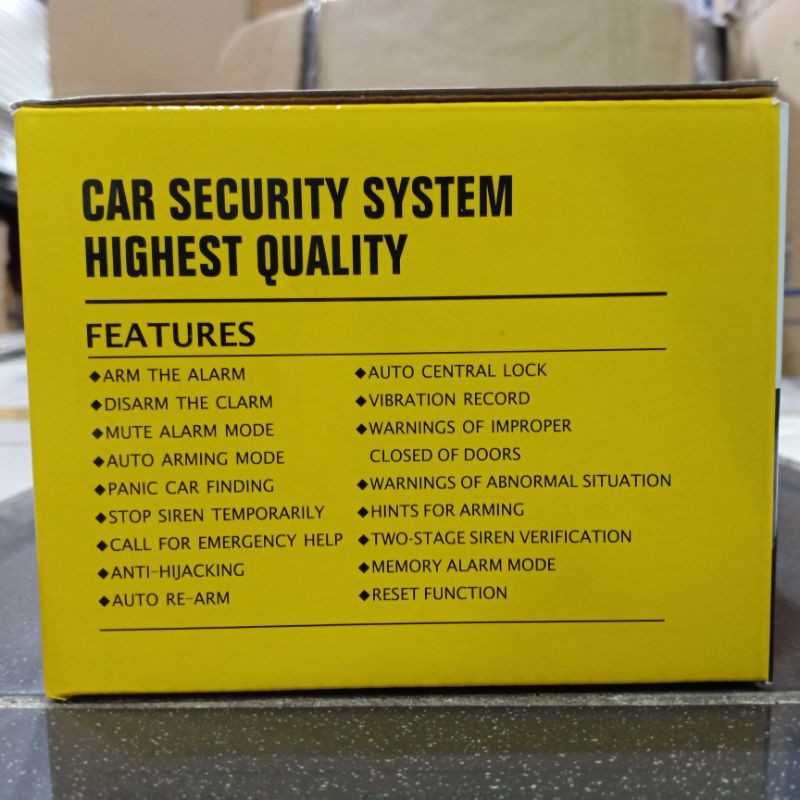 CAR SECURITY SYSTEM
HIGHEST QUALITY
FEATURES
◆ARM THE ALARM
◆DISARM THE CLARM
◆MUTE ALARM MODE
◆AUTO ARMING MODE
◆PANIC CAR FINDING
◆STOP SIREN TEMPORARILY
◆CALL FOR EMERGENCY HELP
◆ANTI-HIJACKING
◆AUTO RE-ARM
◆AUTO CENTRAL LOCK
◆VIBRATION RECORD
◆WARNINGS OF IMPROPER
CLOSED OF DOORS
◆WARNINGS OF ABNORMAL SITUATION
◆HINTS FOR ARMING
◆TWO-STAGE SIREN VERIFICATION
◆MEMORY ALARM MODE
◆RESET FUNCTION